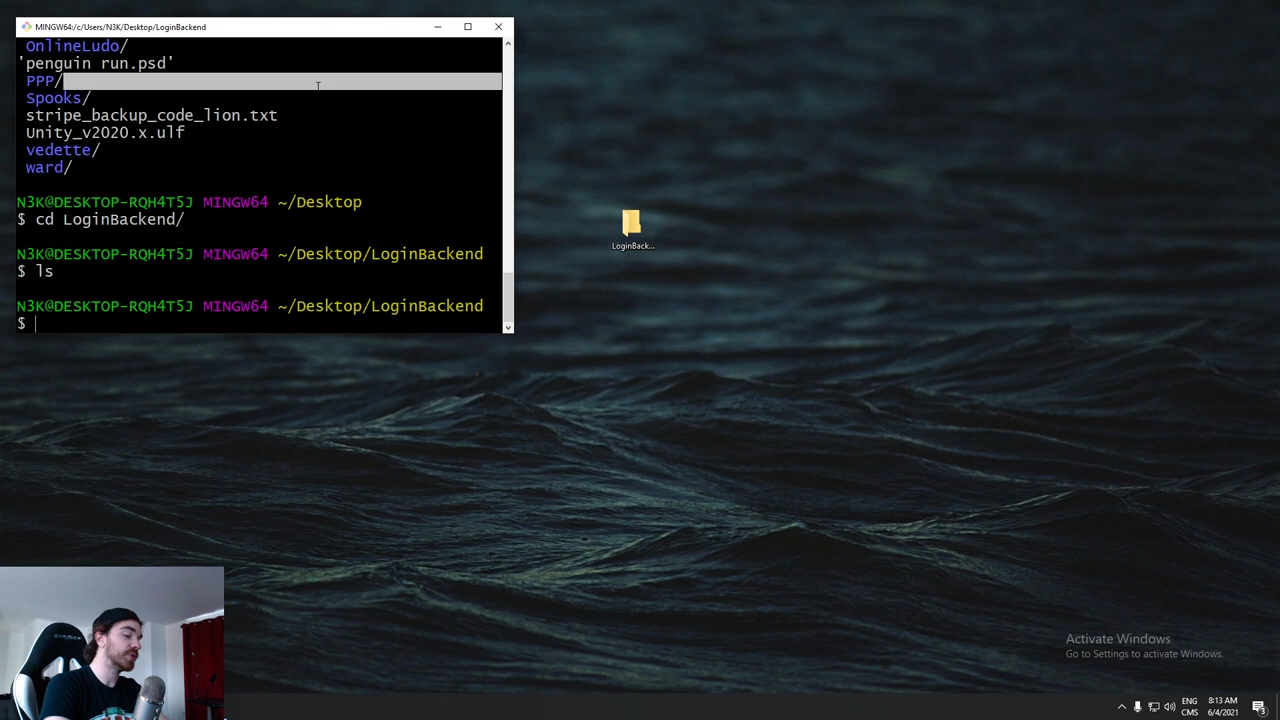 MINGW64:/c/Users/N3K/Desktop/LoginBackend
OnlineLudo/
'penguin run.psd'
PPP/
Spooks/
stripe_backup_code_lion.txt
Unity_v2020.x.ulf
vedette/
ward/
N3K@DESKTOP-RQH4T5J MINGW64 ~/Desktop
$ cd LoginBackend/
N3K@DESKTOP-RQH4T5J MINGW64 ~/Desktop/LoginBackend
$ ls
N3K@DESKTOP-RQH4T5J MINGW64 ~/Desktop/LoginBackend
$
LoginBack...
Activate Windows
Go to Settings to activate Windows.
ENG 8:13 AM
CMS 6/4/2021